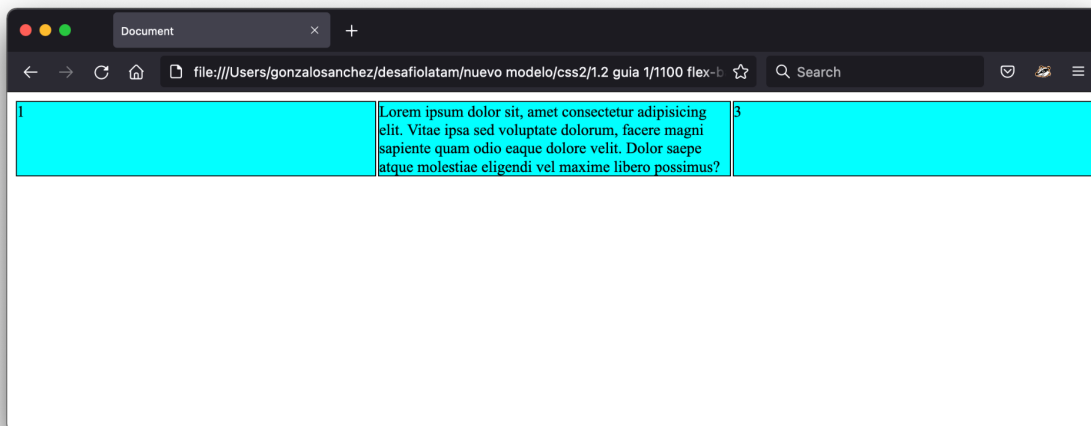 Document
file:///Users/gonzalosanchez/desafiolatam/nuevo modelo/css2/1.2 guia 1/1100 flex-b
Search
1
Lorem ipsum dolor sit, amet consectetur adipisicing
elit. Vitae ipsa sed voluptate dolorum, facere magni
sapiente quam odio eaque dolore velit. Dolor saepe
atque molestiae eligendi vel maxime libero possimus?
3